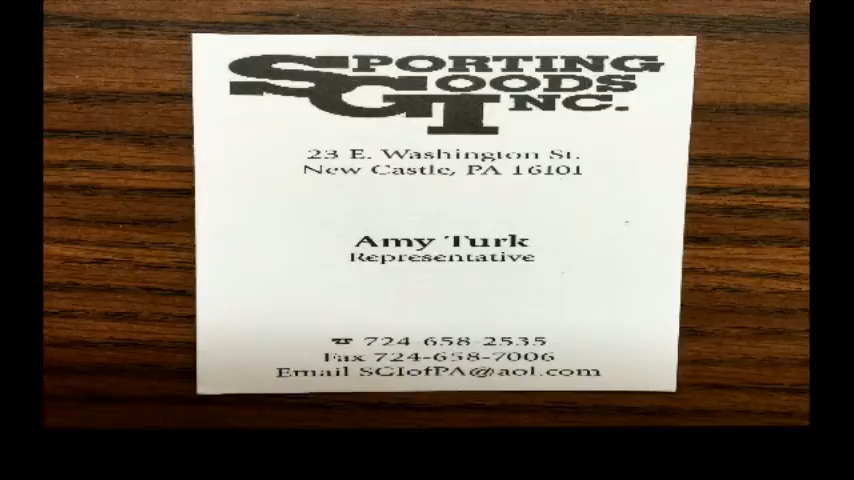 SPORTING
GOODS
INC.
23 E. Washington St.
New Castle, PA 16101
Amy Turk
Representative
☎ 724-658-2535
Fax 724-658-7006
Email SGIofPA@aol.com